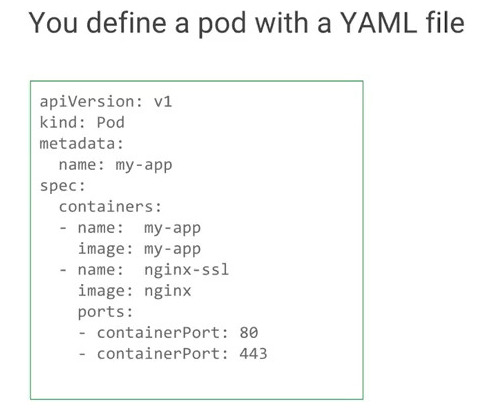 You define a pod with a YAML file
apiVersion: v1
kind: Pod
metadata:
  name: my-app
spec:
  containers:
  - name:  my-app
    image: my-app
  - name:  nginx-ssl
    image: nginx
    ports:
    - containerPort: 80
    - containerPort: 443